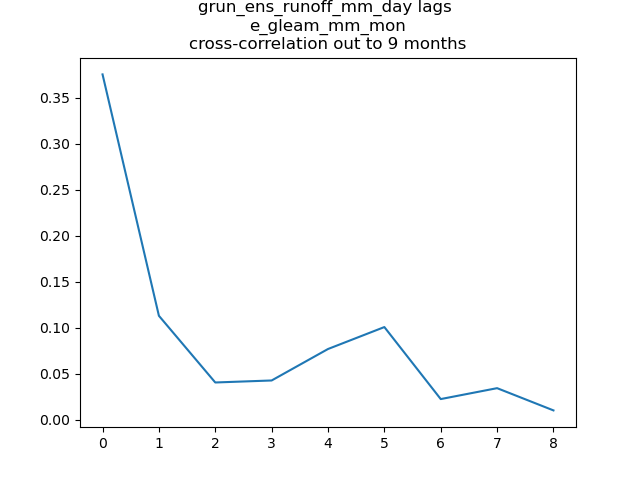 grun_ens_runoff_mm_day lags
e_gleam_mm_mon
cross-correlation out to 9 months
0.35
0.30
0.25
0.20
0.15
0.10
0.05
0.00
0 1 2 3 4 5 6 7 8